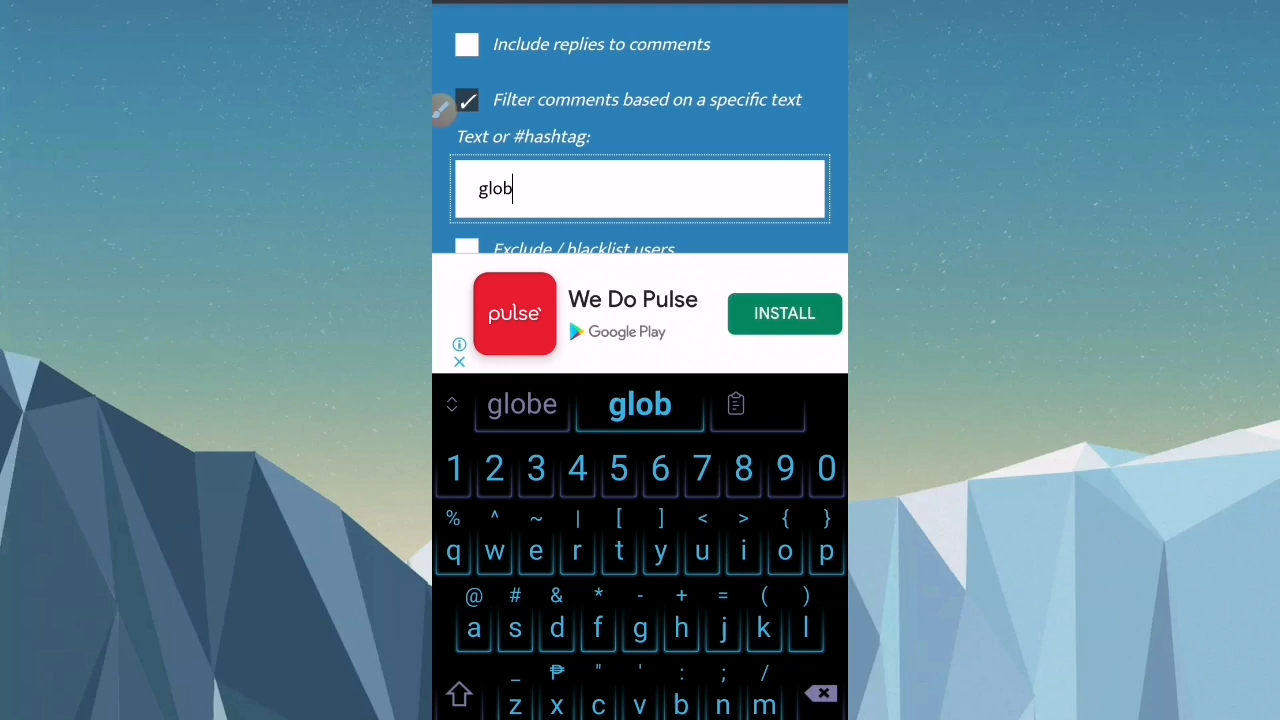 Include replies to comments
✓ Filter comments based on a specific text
Text or #hashtag:
glob
Exclude / blacklist users
pulse
We Do Pulse
Google Play
INSTALL
globe glob
1 2 3 4 5 6 7 8 9 0
% ^ ~ | [ ] < > { }
q w e r t y u i o p
@ # & * - + = ( )
a s d f g h j k l
_ ₱ " ' : ; /
z x c v b n m